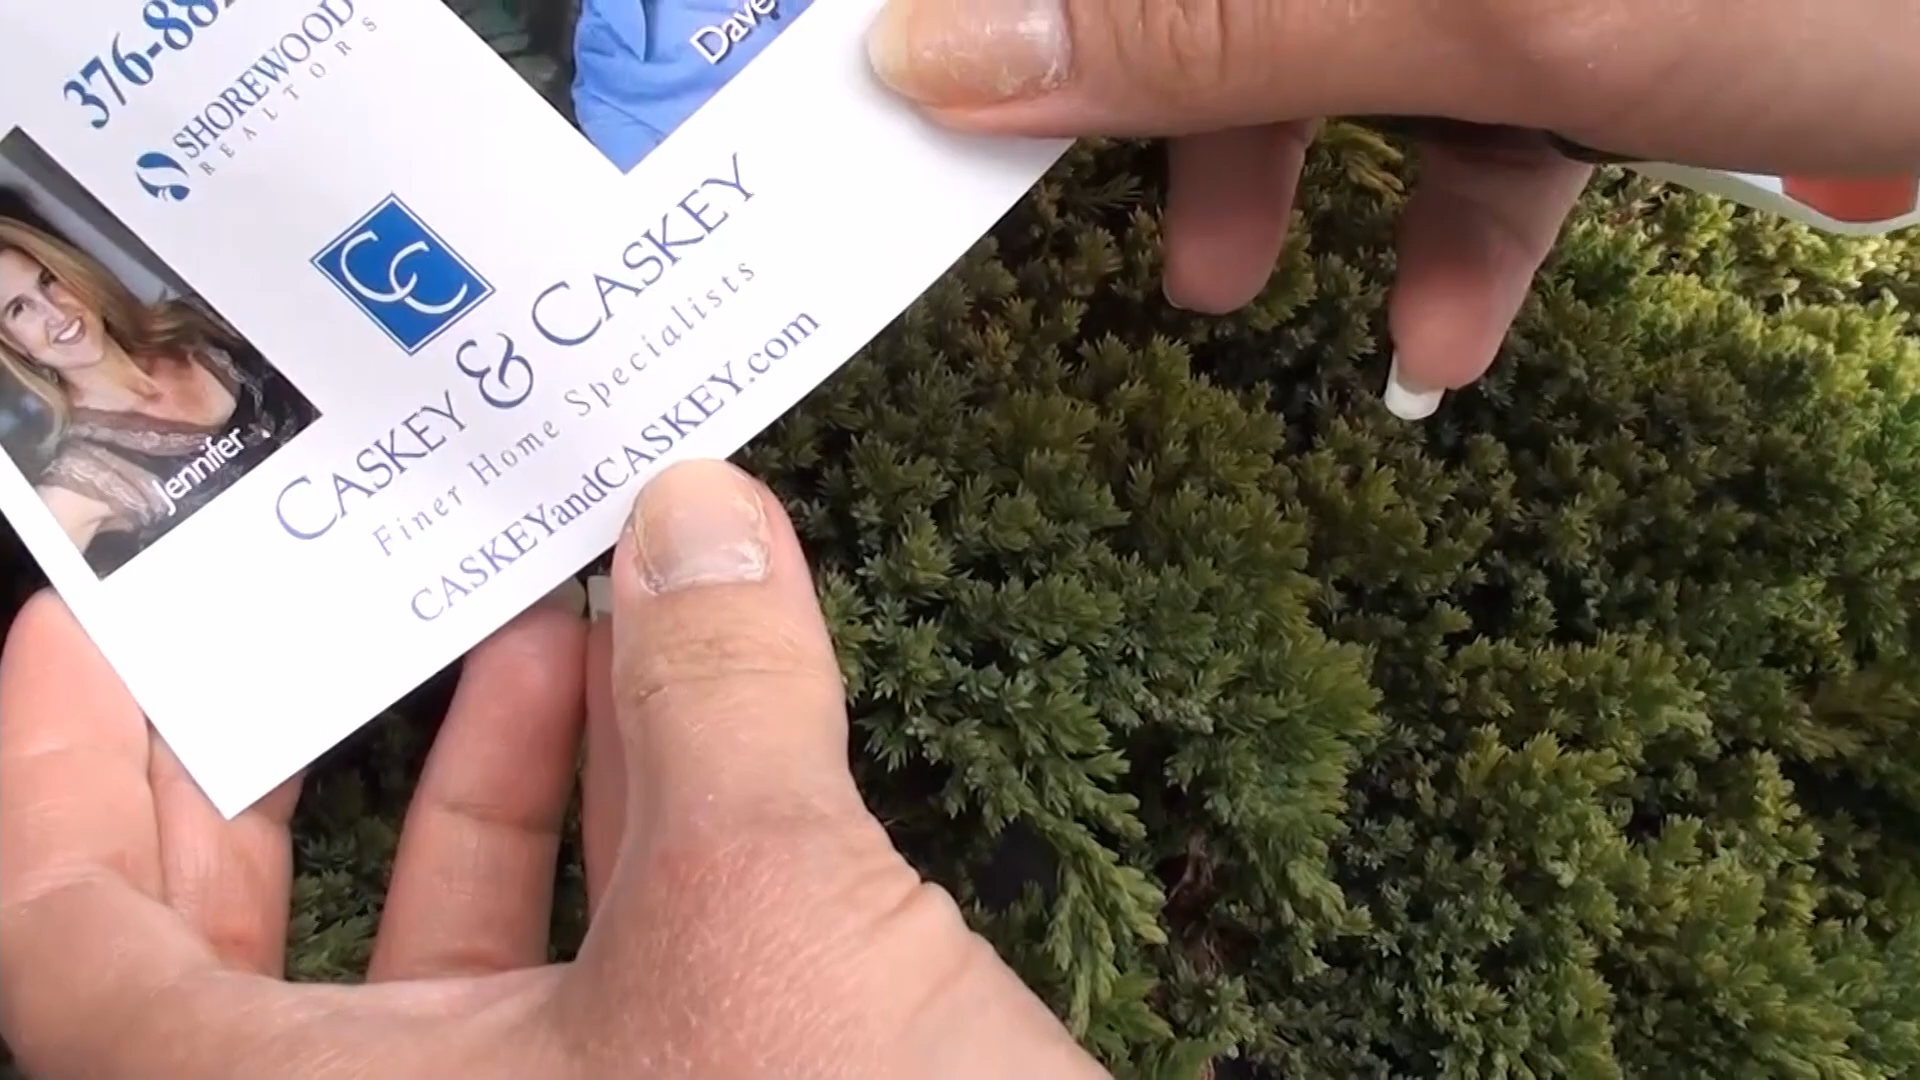 376-88
SHOREWOOD
REALTORS
Dave
Jennifer
CC
CASKEY & CASKEY
Finer Home Specialists
CASKEYandCASKEY.com